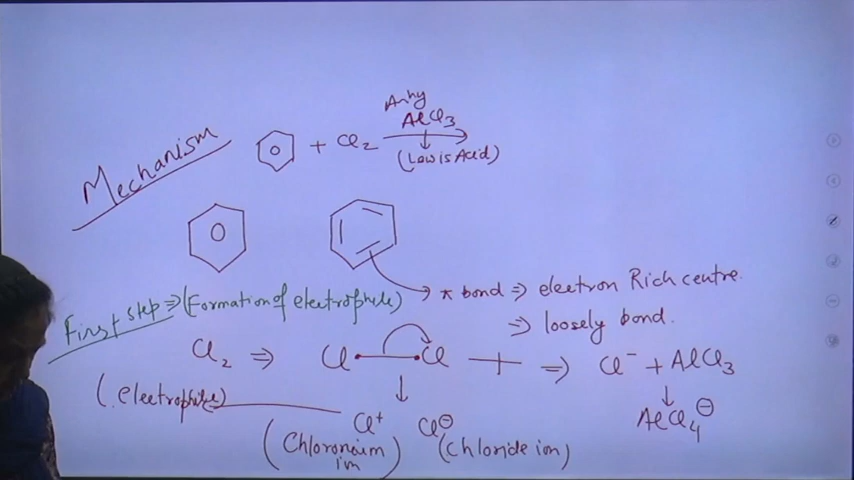 Mechanism
+ Cl2 Anhy AlCl3
(Lewis Acid)
π bond ⇒ electron Rich centre.
⇒ loosely bond.
First step ⇒ (Formation of electrophile)
Cl2 ⇒ Cl Cl ⇒ Cl⁻ + AlCl3
(electrophile)
Cl⁺ Cl⊖ AlCl4⊖
(Chloronium (chloride ion)
im)